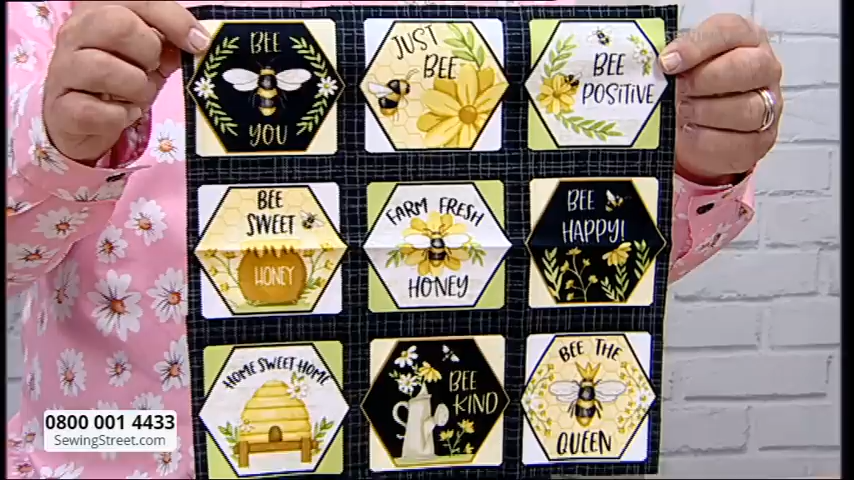 BEE
YOU
JUST
BEE
BEE
POSITIVE
BEE
SWEET
HONEY
FARM FRESH
HONEY
BEE
HAPPY!
HOME SWEET HOME
BEE
KIND
BEE THE
QUEEN
0800 001 4433
SewingStreet.com